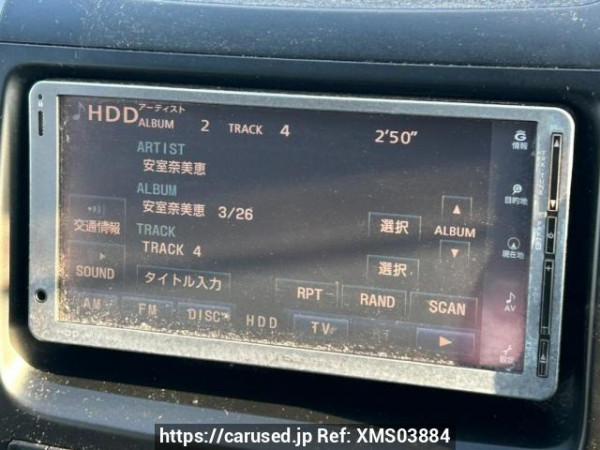 HDD アーティスト
ALBUM 2 TRACK 4 2'50"
G情報
ARTIST
安室奈美恵
ALBUM
安室奈美恵 3/26
目的地
交通情報
TRACK
TRACK 4
選択
ALBUM
選択
現在地
SOUND
タイトル入力
RPT
RAND
SCAN
AV
AM
FM
DISC
HDD
TV
設定
https://carused.jp Ref: XMS03884